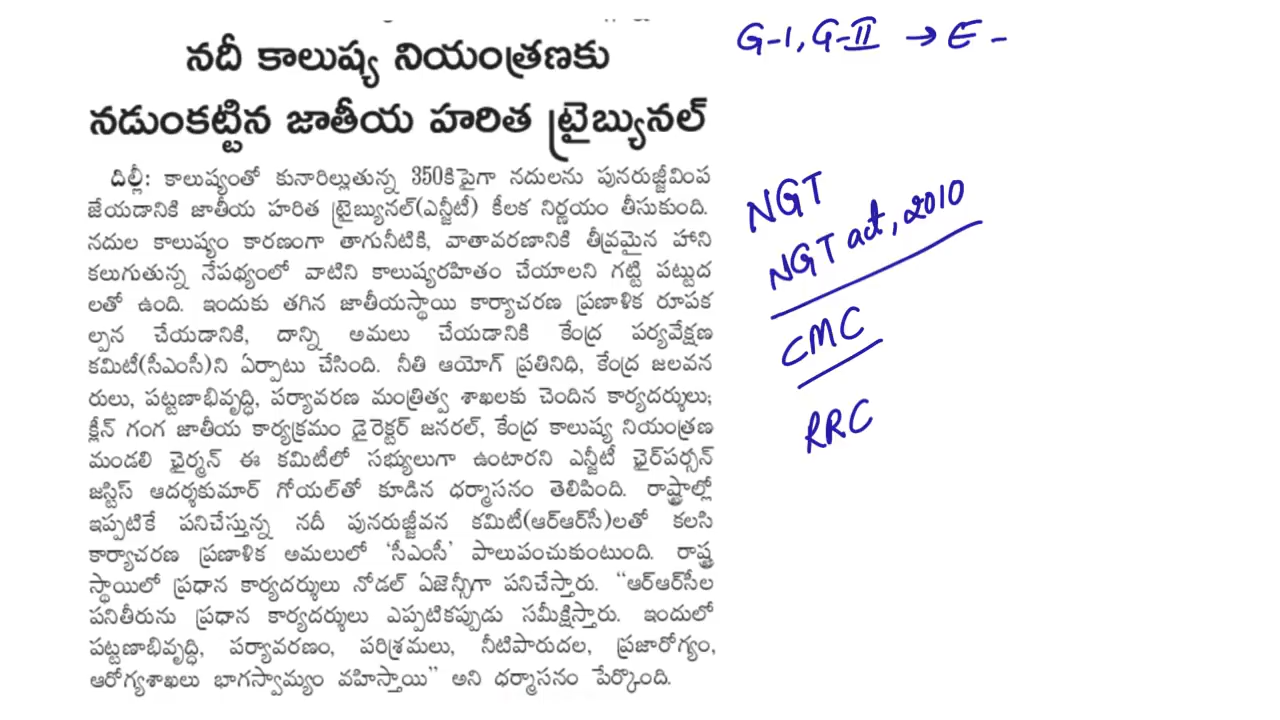 నదీ కాలుష్య నియంత్రణకు
నడుంకట్టిన జాతీయ హరిత ట్రైబ్యునల్
దిల్లీ: కాలుష్యంతో కునారిల్లుతున్న 350కిపైగా నదులను పునరుజ్జీవింప
జేయడానికి జాతీయ హరిత ట్రైబ్యునల్(ఎన్జీటీ) కీలక నిర్ణయం తీసుకుంది.
నదుల కాలుష్యం కారణంగా తాగునీటికి, వాతావరణానికి తీవ్రమైన హాని
కలుగుతున్న నేపథ్యంలో వాటిని కాలుష్యరహితం చేయాలని గట్టి పట్టుద
లతో ఉంది. ఇందుకు తగిన జాతీయస్థాయి కార్యాచరణ ప్రణాళిక రూపక
ల్పన చేయడానికి, దాన్ని అమలు చేయడానికి కేంద్ర పర్యవేక్షణ
కమిటీ(సీఎంసీ)ని ఏర్పాటు చేసింది. నీతి ఆయోగ్ ప్రతినిధి, కేంద్ర జలవన
రులు, పట్టణాభివృద్ధి, పర్యావరణ మంత్రిత్వ శాఖలకు చెందిన కార్యదర్శులు;
క్లీన్ గంగ జాతీయ కార్యక్రమం డైరెక్టర్ జనరల్, కేంద్ర కాలుష్య నియంత్రణ
మండలి ఛైర్మన్ ఈ కమిటీలో సభ్యులుగా ఉంటారని ఎన్జీటీ ఛైర్‌పర్సన్
జస్టిస్ ఆదర్శకుమార్ గోయల్‌తో కూడిన ధర్మాసనం తెలిపింది. రాష్ట్రాల్లో
ఇప్పటికే పనిచేస్తున్న నదీ పునరుజ్జీవన కమిటీ(ఆర్ఆర్‌సీ)లతో కలసి
కార్యాచరణ ప్రణాళిక అమలులో ‘సీఎంసీ’ పాలుపంచుకుంటుంది. రాష్ట్ర
స్థాయిలో ప్రధాన కార్యదర్శులు నోడల్ ఏజెన్సీగా పనిచేస్తారు. “ఆర్ఆర్‌సీల
పనితీరును ప్రధాన కార్యదర్శులు ఎప్పటికప్పుడు సమీక్షిస్తారు. ఇందులో
పట్టణాభివృద్ధి, పర్యావరణం, పరిశ్రమలు, నీటిపారుదల, ప్రజారోగ్యం,
ఆరోగ్యశాఖలు భాగస్వామ్యం వహిస్తాయి” అని ధర్మాసనం పేర్కొంది.
G-I, G-II → E -
NGT
NGT act, 2010
CMC
RRC